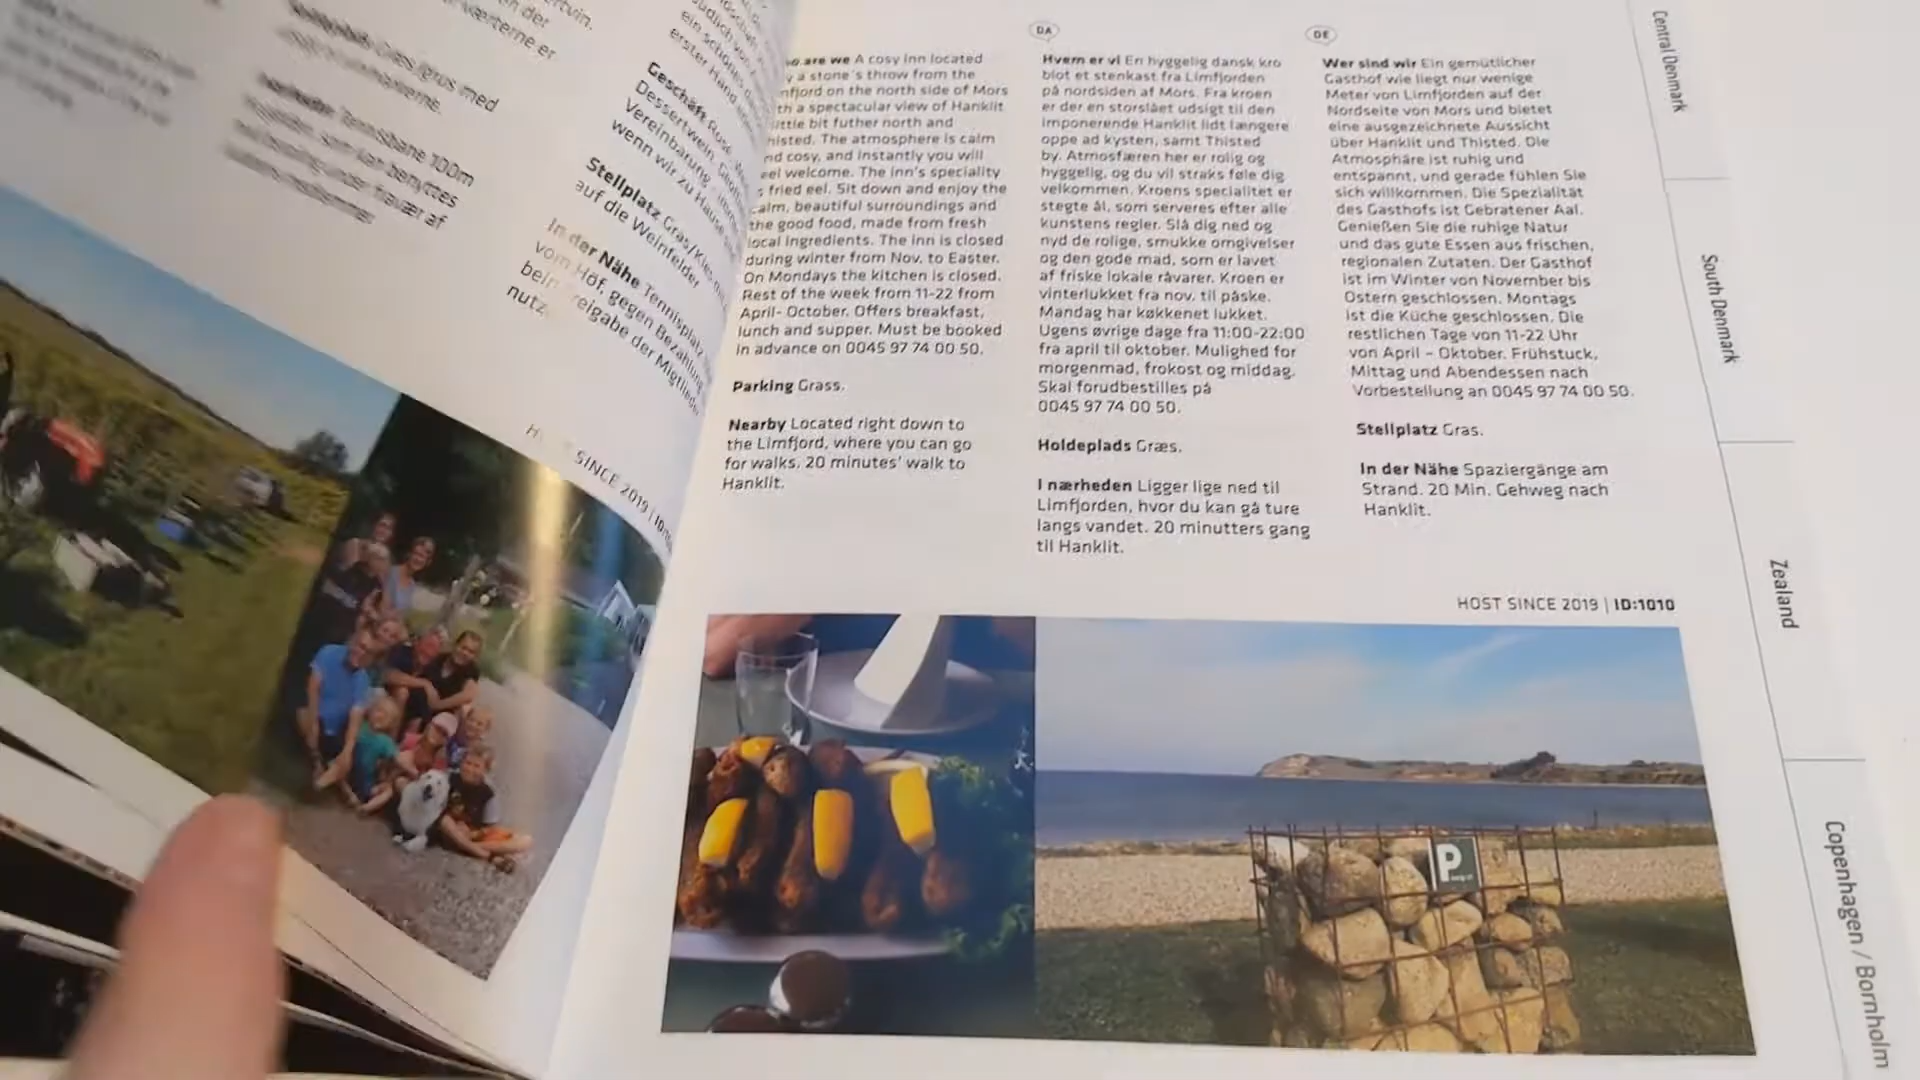 værterne er
Tennisbane 100m
Geschäft Rosé,
Dessertwein,
Vereinbarung
wenn wir zu Hause
Stellplatz Gras/Kies
auf die Weinfelder
In der Nähe Tennisplatz
vom Hof, gegen Bezahlung
der Mitglieder
nutz
SINCE 2019 |
are we A cosy inn located
a stone's throw from the
on the north side of Mors
a spectacular view of Hanklit
bit futher north and
The atmosphere is calm
and cosy, and instantly you will
feel welcome. The inn's speciality
is fried eel. Sit down and enjoy the
calm, beautiful surroundings and
the good food, made from fresh
local ingredients. The inn is closed
during winter from Nov. to Easter.
On Mondays the kitchen is closed.
Rest of the week from 11-22 from
April- October. Offers breakfast,
lunch and supper. Must be booked
in advance on 0045 97 74 00 50.
Parking Grass.
Nearby Located right down to
the Limfjord, where you can go
for walks. 20 minutes' walk to
Hanklit.
DA
Hvem er vi En hyggelig dansk kro
blot et stenkast fra Limfjorden
på nordsiden af Mors. Fra kroen
er der en storslået udsigt til den
imponerende Hanklit lidt længere
oppe ad kysten, samt Thisted
by. Atmosfæren her er rolig og
hyggelig, og du vil straks føle dig
velkommen. Kroens specialitet er
stegte ål, som serveres efter alle
kunstens regler. Slå dig ned og
nyd de rolige, smukke omgivelser
og den gode mad, som er lavet
af friske lokale råvarer. Kroen er
vinterlukket fra nov. til påske.
Mandag har køkkenet lukket.
Ugens øvrige dage fra 11:00-22:00
fra april til oktober. Mulighed for
morgenmad, frokost og middag.
Skal forudbestilles på
0045 97 74 00 50.
Holdeplads Græs.
I nærheden Ligger lige ned til
Limfjorden, hvor du kan gå ture
langs vandet. 20 minutters gang
til Hanklit.
DE
Wer sind wir Ein gemütlicher
Gasthof wie liegt nur wenige
Meter von Limfjorden auf der
Nordseite von Mors und bietet
eine ausgezeichnete Aussicht
über Hanklit und Thisted. Die
Atmosphäre ist ruhig und
entspannt, und gerade fühlen Sie
sich willkommen. Die Spezialität
des Gasthofs ist Gebratener Aal.
Genießen Sie die ruhige Natur
und das gute Essen aus frischen,
regionalen Zutaten. Der Gasthof
ist im Winter von November bis
Ostern geschlossen. Montags
ist die Küche geschlossen. Die
restlichen Tage von 11-22 Uhr
von April – Oktober. Frühstuck,
Mittag und Abendessen nach
Vorbestellung an 0045 97 74 00 50.
Stellplatz Gras.
In der Nähe Spaziergänge am
Strand. 20 Min. Gehweg nach
Hanklit.
HOST SINCE 2019 | ID:1010
P
Central Denmark
South Denmark
Zealand
Copenhagen / Bornholm